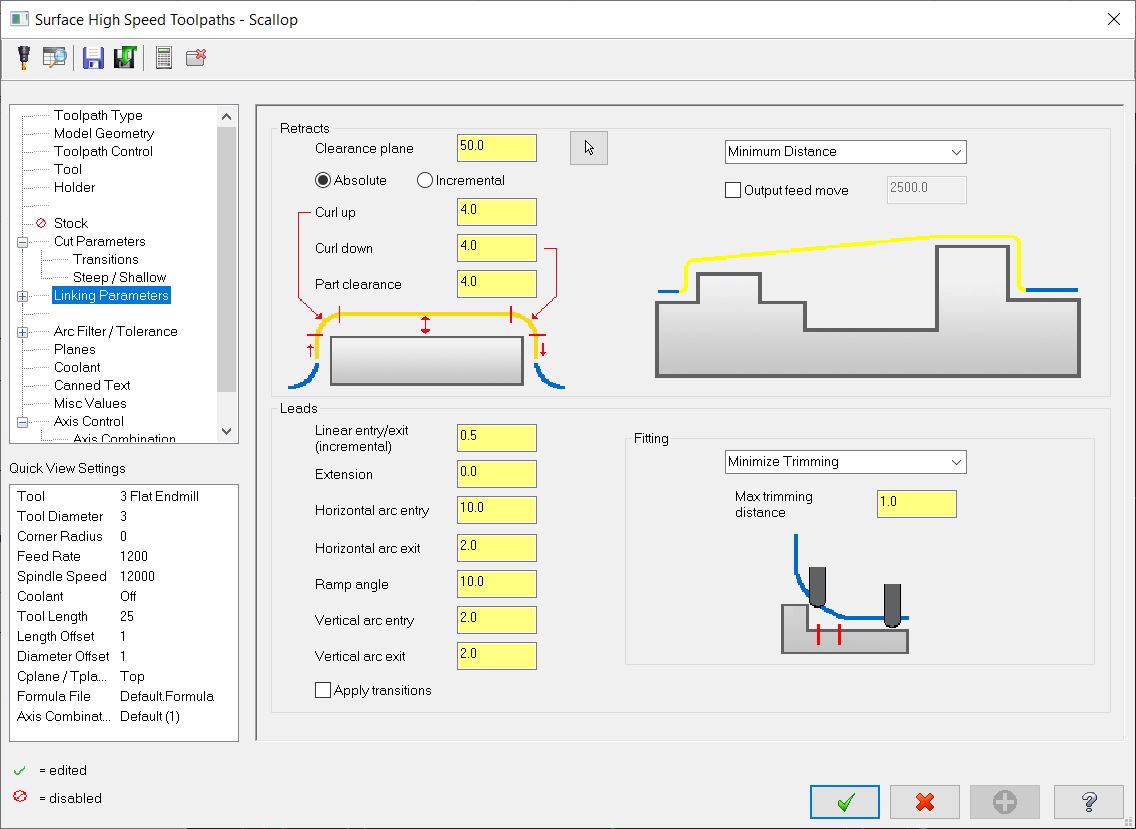 Surface High Speed Toolpaths - Scallop
Toolpath Type
Model Geometry
Toolpath Control
Tool
Holder
Stock
Cut Parameters
Transitions
Steep / Shallow
Linking Parameters
Arc Filter / Tolerance
Planes
Coolant
Canned Text
Misc Values
Axis Control
Axis Combination
Quick View Settings
Tool 3 Flat Endmill
Tool Diameter 3
Corner Radius 0
Feed Rate 1200
Spindle Speed 12000
Coolant Off
Tool Length 25
Length Offset 1
Diameter Offset 1
Cplane / Tpla... Top
Formula File Default.Formula
Axis Combinat... Default (1)
= edited
= disabled
Retracts
Clearance plane 50.0
Absolute Incremental
Curl up 4.0
Curl down 4.0
Part clearance 4.0
Minimum Distance
Output feed move 2500.0
Leads
Linear entry/exit
(incremental) 0.5
Extension 0.0
Horizontal arc entry 10.0
Horizontal arc exit 2.0
Ramp angle 10.0
Vertical arc entry 2.0
Vertical arc exit 2.0
Apply transitions
Fitting
Minimize Trimming
Max trimming
distance 1.0
?